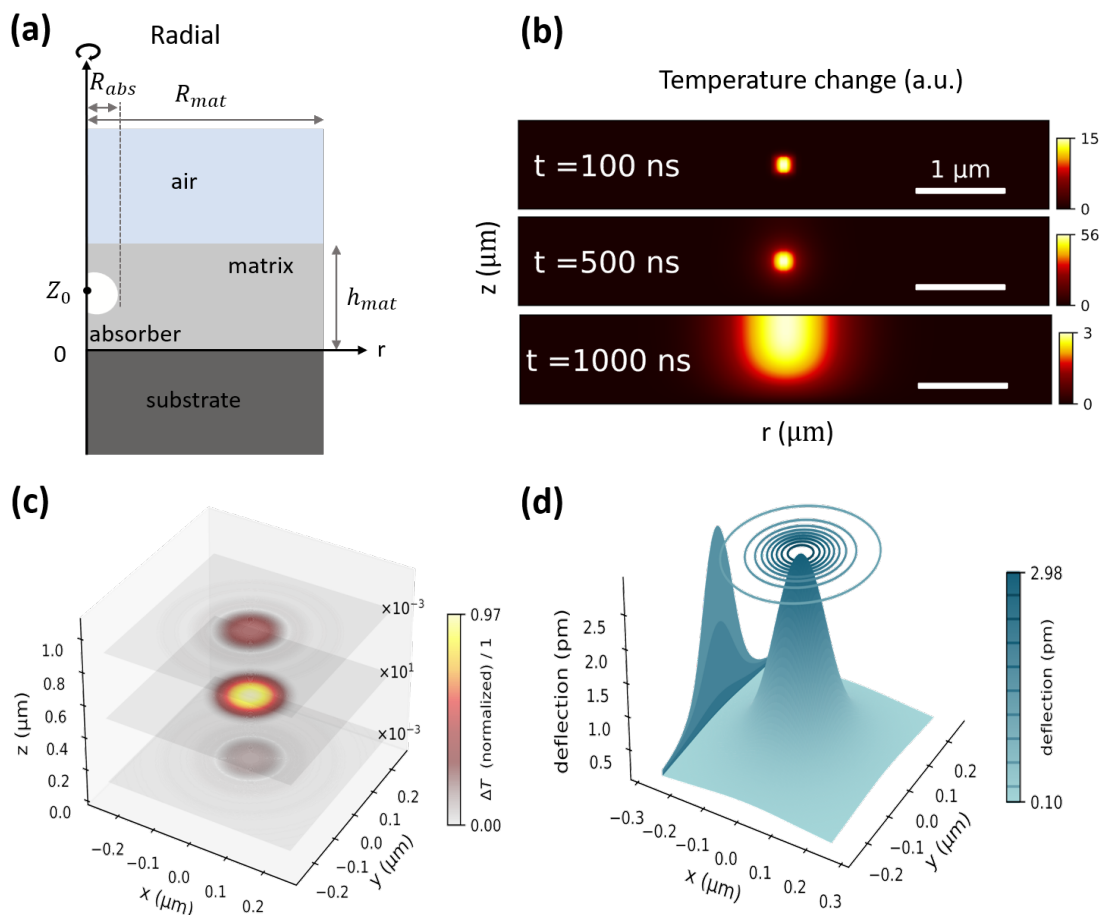 (a)
Radial
R_abs
R_mat
air
matrix
Z_0
h_mat
absorber
0
r
substrate
(b)
Temperature change (a.u.)
t =100 ns
1 μm
15
0
t =500 ns
56
0
t =1000 ns
3
0
z (μm)
r (μm)
(c)
×10⁻³
×10¹
×10⁻³
1.0
0.8
0.6
0.4
0.2
0.0
z (μm)
−0.2
−0.1
0.0
0.1
0.2
x (μm)
−0.2
−0.1
0.0
0.1
0.2
y (μm)
0.97
0.00
ΔT (normalized) / 1
(d)
2.5
2.0
1.5
1.0
0.5
deflection (pm)
−0.3
−0.2
−0.1
0.0
0.1
0.2
0.3
x (μm)
−0.2
−0.1
0.0
0.1
0.2
y (μm)
2.98
0.10
deflection (pm)